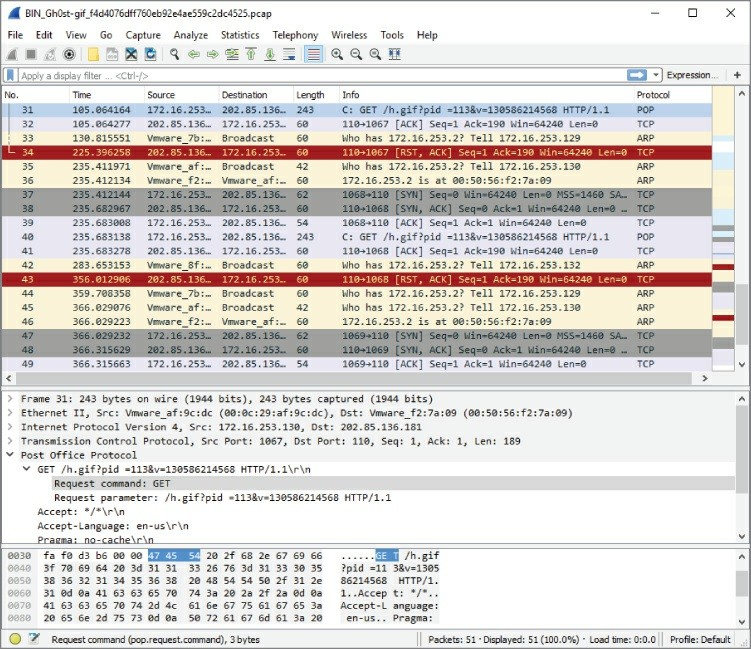 BIN_Gh0st-gif_f4d4076dff760eb92e4ae559c2dc4525.pcap
File Edit View Go Capture Analyze Statistics Telephony Wireless Tools Help
Apply a display filter ... <Ctrl-/> Expression... +
No. Time Source Destination Length Info Protocol
31 105.064164 172.16.253... 202.85.136... 243 C: GET /h.gif?pid =113&v=130586214568 HTTP/1.1 POP
32 105.064277 202.85.136... 172.16.253... 60 110→1067 [ACK] Seq=1 Ack=190 Win=64240 Len=0 TCP
33 130.815551 Vmware_7b:... Broadcast 60 Who has 172.16.253.2? Tell 172.16.253.129 ARP
34 225.396258 202.85.136... 172.16.253... 60 110→1067 [RST, ACK] Seq=1 Ack=190 Win=64240 Len=0 TCP
35 235.411971 Vmware_af:... Broadcast 42 Who has 172.16.253.2? Tell 172.16.253.130 ARP
36 235.412134 Vmware_f2:... Vmware_af:... 60 172.16.253.2 is at 00:50:56:f2:7a:09 ARP
37 235.412144 172.16.253... 202.85.136... 62 1068→110 [SYN] Seq=0 Win=64240 Len=0 MSS=1460 SA... TCP
38 235.682967 202.85.136... 172.16.253... 60 110→1068 [SYN, ACK] Seq=0 Ack=1 Win=64240 Len=0 ... TCP
39 235.683008 172.16.253... 202.85.136... 54 1068→110 [ACK] Seq=1 Ack=1 Win=64240 Len=0 TCP
40 235.683138 172.16.253... 202.85.136... 243 C: GET /h.gif?pid =113&v=130586214568 HTTP/1.1 POP
41 235.683278 202.85.136... 172.16.253... 60 110→1068 [ACK] Seq=1 Ack=190 Win=64240 Len=0 TCP
42 283.653153 Vmware_8f:... Broadcast 60 Who has 172.16.253.2? Tell 172.16.253.132 ARP
43 356.012906 202.85.136... 172.16.253... 60 110→1068 [RST, ACK] Seq=1 Ack=190 Win=64240 Len=0 TCP
44 359.708358 Vmware_7b:... Broadcast 60 Who has 172.16.253.2? Tell 172.16.253.129 ARP
45 366.029076 Vmware_af:... Broadcast 42 Who has 172.16.253.2? Tell 172.16.253.130 ARP
46 366.029223 Vmware_f2:... Vmware_af:... 60 172.16.253.2 is at 00:50:56:f2:7a:09 ARP
47 366.029232 172.16.253... 202.85.136... 62 1069→110 [SYN] Seq=0 Win=64240 Len=0 MSS=1460 SA... TCP
48 366.315629 202.85.136... 172.16.253... 60 110→1069 [SYN, ACK] Seq=0 Ack=1 Win=64240 Len=0 ... TCP
49 366.315663 172.16.253... 202.85.136... 54 1069→110 [ACK] Seq=1 Ack=1 Win=64240 Len=0 TCP
Frame 31: 243 bytes on wire (1944 bits), 243 bytes captured (1944 bits)
Ethernet II, Src: Vmware_af:9c:dc (00:0c:29:af:9c:dc), Dst: Vmware_f2:7a:09 (00:50:56:f2:7a:09)
Internet Protocol Version 4, Src: 172.16.253.130, Dst: 202.85.136.181
Transmission Control Protocol, Src Port: 1067, Dst Port: 110, Seq: 1, Ack: 1, Len: 189
Post Office Protocol
GET /h.gif?pid =113&v=130586214568 HTTP/1.1\r\n
Request command: GET
Request parameter: /h.gif?pid =113&v=130586214568 HTTP/1.1
Accept: */*\r\n
Accept-Language: en-us\r\n
Pragma: no-cache\r\n
0030 fa f0 d3 b6 00 00 47 45 54 20 2f 68 2e 67 69 66 ......GE T /h.gif
0040 3f 70 69 64 20 3d 31 31 33 26 76 3d 31 33 30 35 ?pid =11 3&v=1305
0050 38 36 32 31 34 35 36 38 20 48 54 54 50 2f 31 2e 86214568 HTTP/1.
0060 31 0d 0a 41 63 63 65 70 74 3a 20 2a 2f 2a 0d 0a 1..Accep t: */*..
0070 41 63 63 65 70 74 2d 4c 61 6e 67 75 61 67 65 3a Accept-L anguage:
0080 20 65 6e 2d 75 73 0d 0a 50 72 61 67 6d 61 3a 20 en-us.. Pragma:
Request command (pop.request.command), 3 bytes Packets: 51 · Displayed: 51 (100.0%) · Load time: 0:0.0 Profile: Default